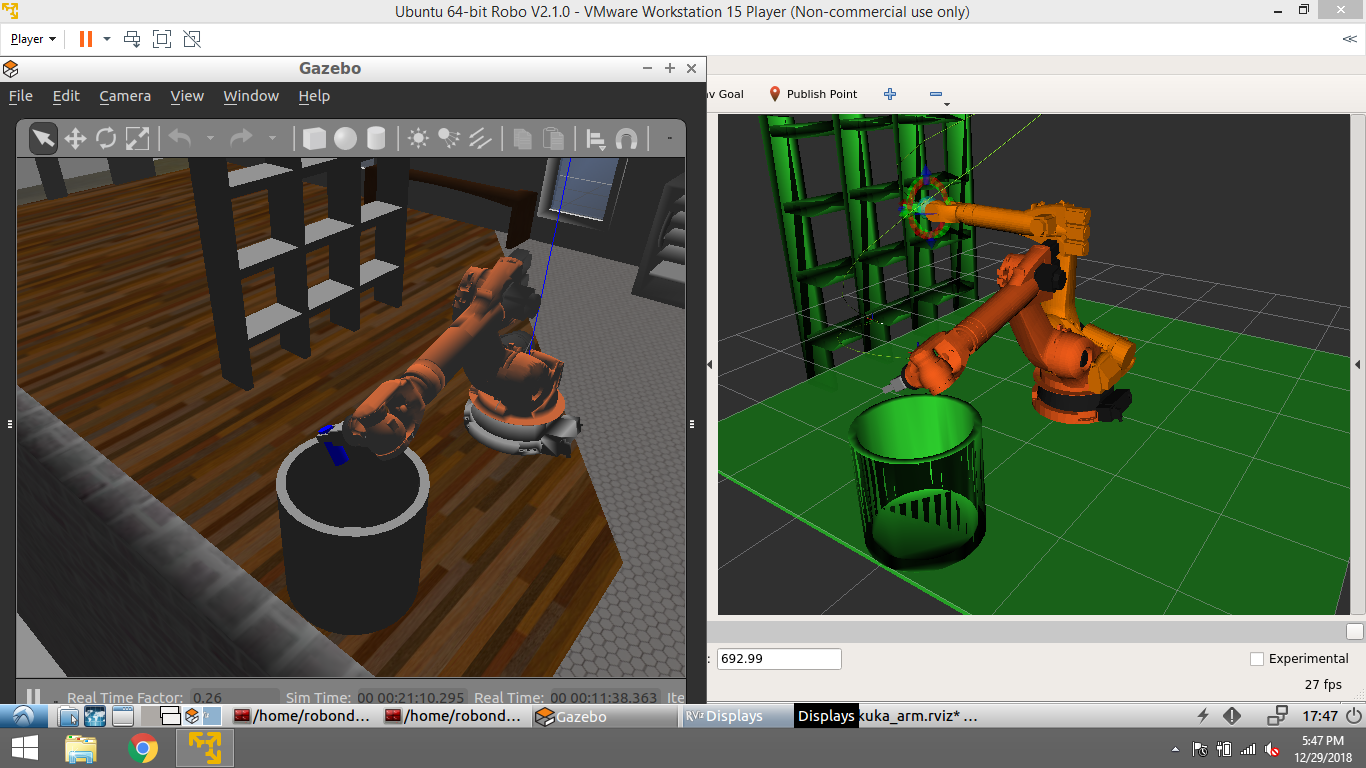 Ubuntu 64-bit Robo V2.1.0 - VMware Workstation 15 Player (Non-commercial use only)
Player
Gazebo
File Edit Camera View Window Help
av Goal Publish Point
: 692.99 Experimental
27 fps
Real Time Factor: 0.26 Sim Time: 00 00:21:10.295 Real Time: 00 00:11:38.363 Ite
/home/robond... /home/robond... Gazebo RViz Displays Displays kuka_arm.rviz* ... 17:47
5:47 PM
12/29/2018